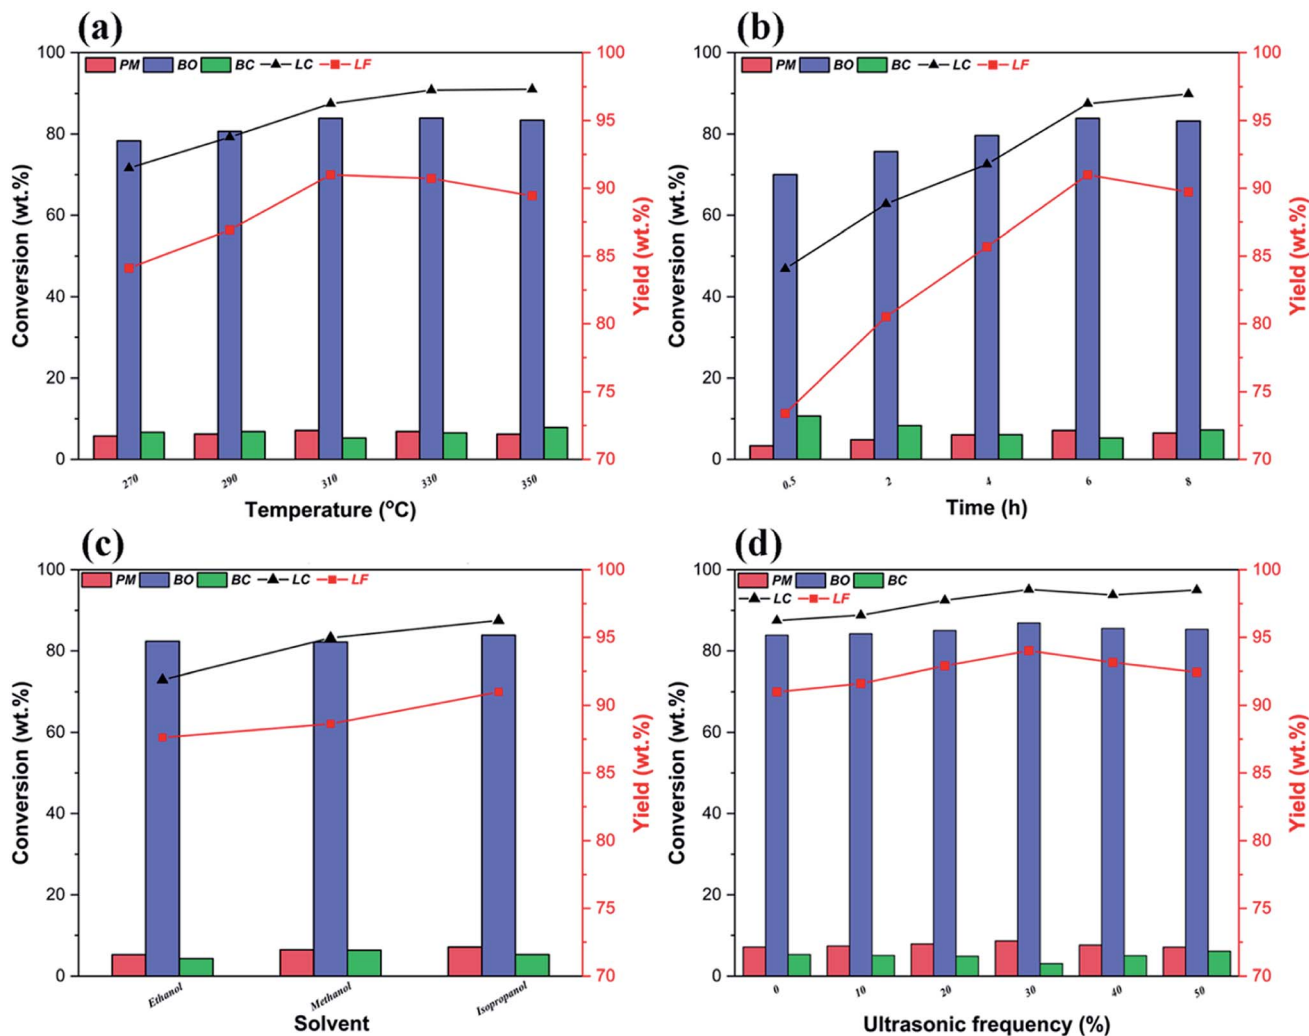 (a)
PM BO BC LC LF
Conversion (wt.%)
100
80
60
40
20
0
100
95
90
85
80
75
70
Yield (wt.%)
270 290 310 330 350
Temperature (ºC)
(b)
PM BO BC LC LF
Conversion (wt.%)
100
80
60
40
20
0
100
95
90
85
80
75
70
Yield (wt.%)
0.5 2 4 6 8
Time (h)
(c)
PM BO BC LC LF
Conversion (wt.%)
100
80
60
40
20
0
100
95
90
85
80
75
70
Yield (wt.%)
Ethanol Methanol Isopropanol
Solvent
(d)
PM BO BC
LC LF
Conversion (wt.%)
100
80
60
40
20
0
100
95
90
85
80
75
70
Yield (wt.%)
0 10 20 30 40 50
Ultrasonic frequency (%)